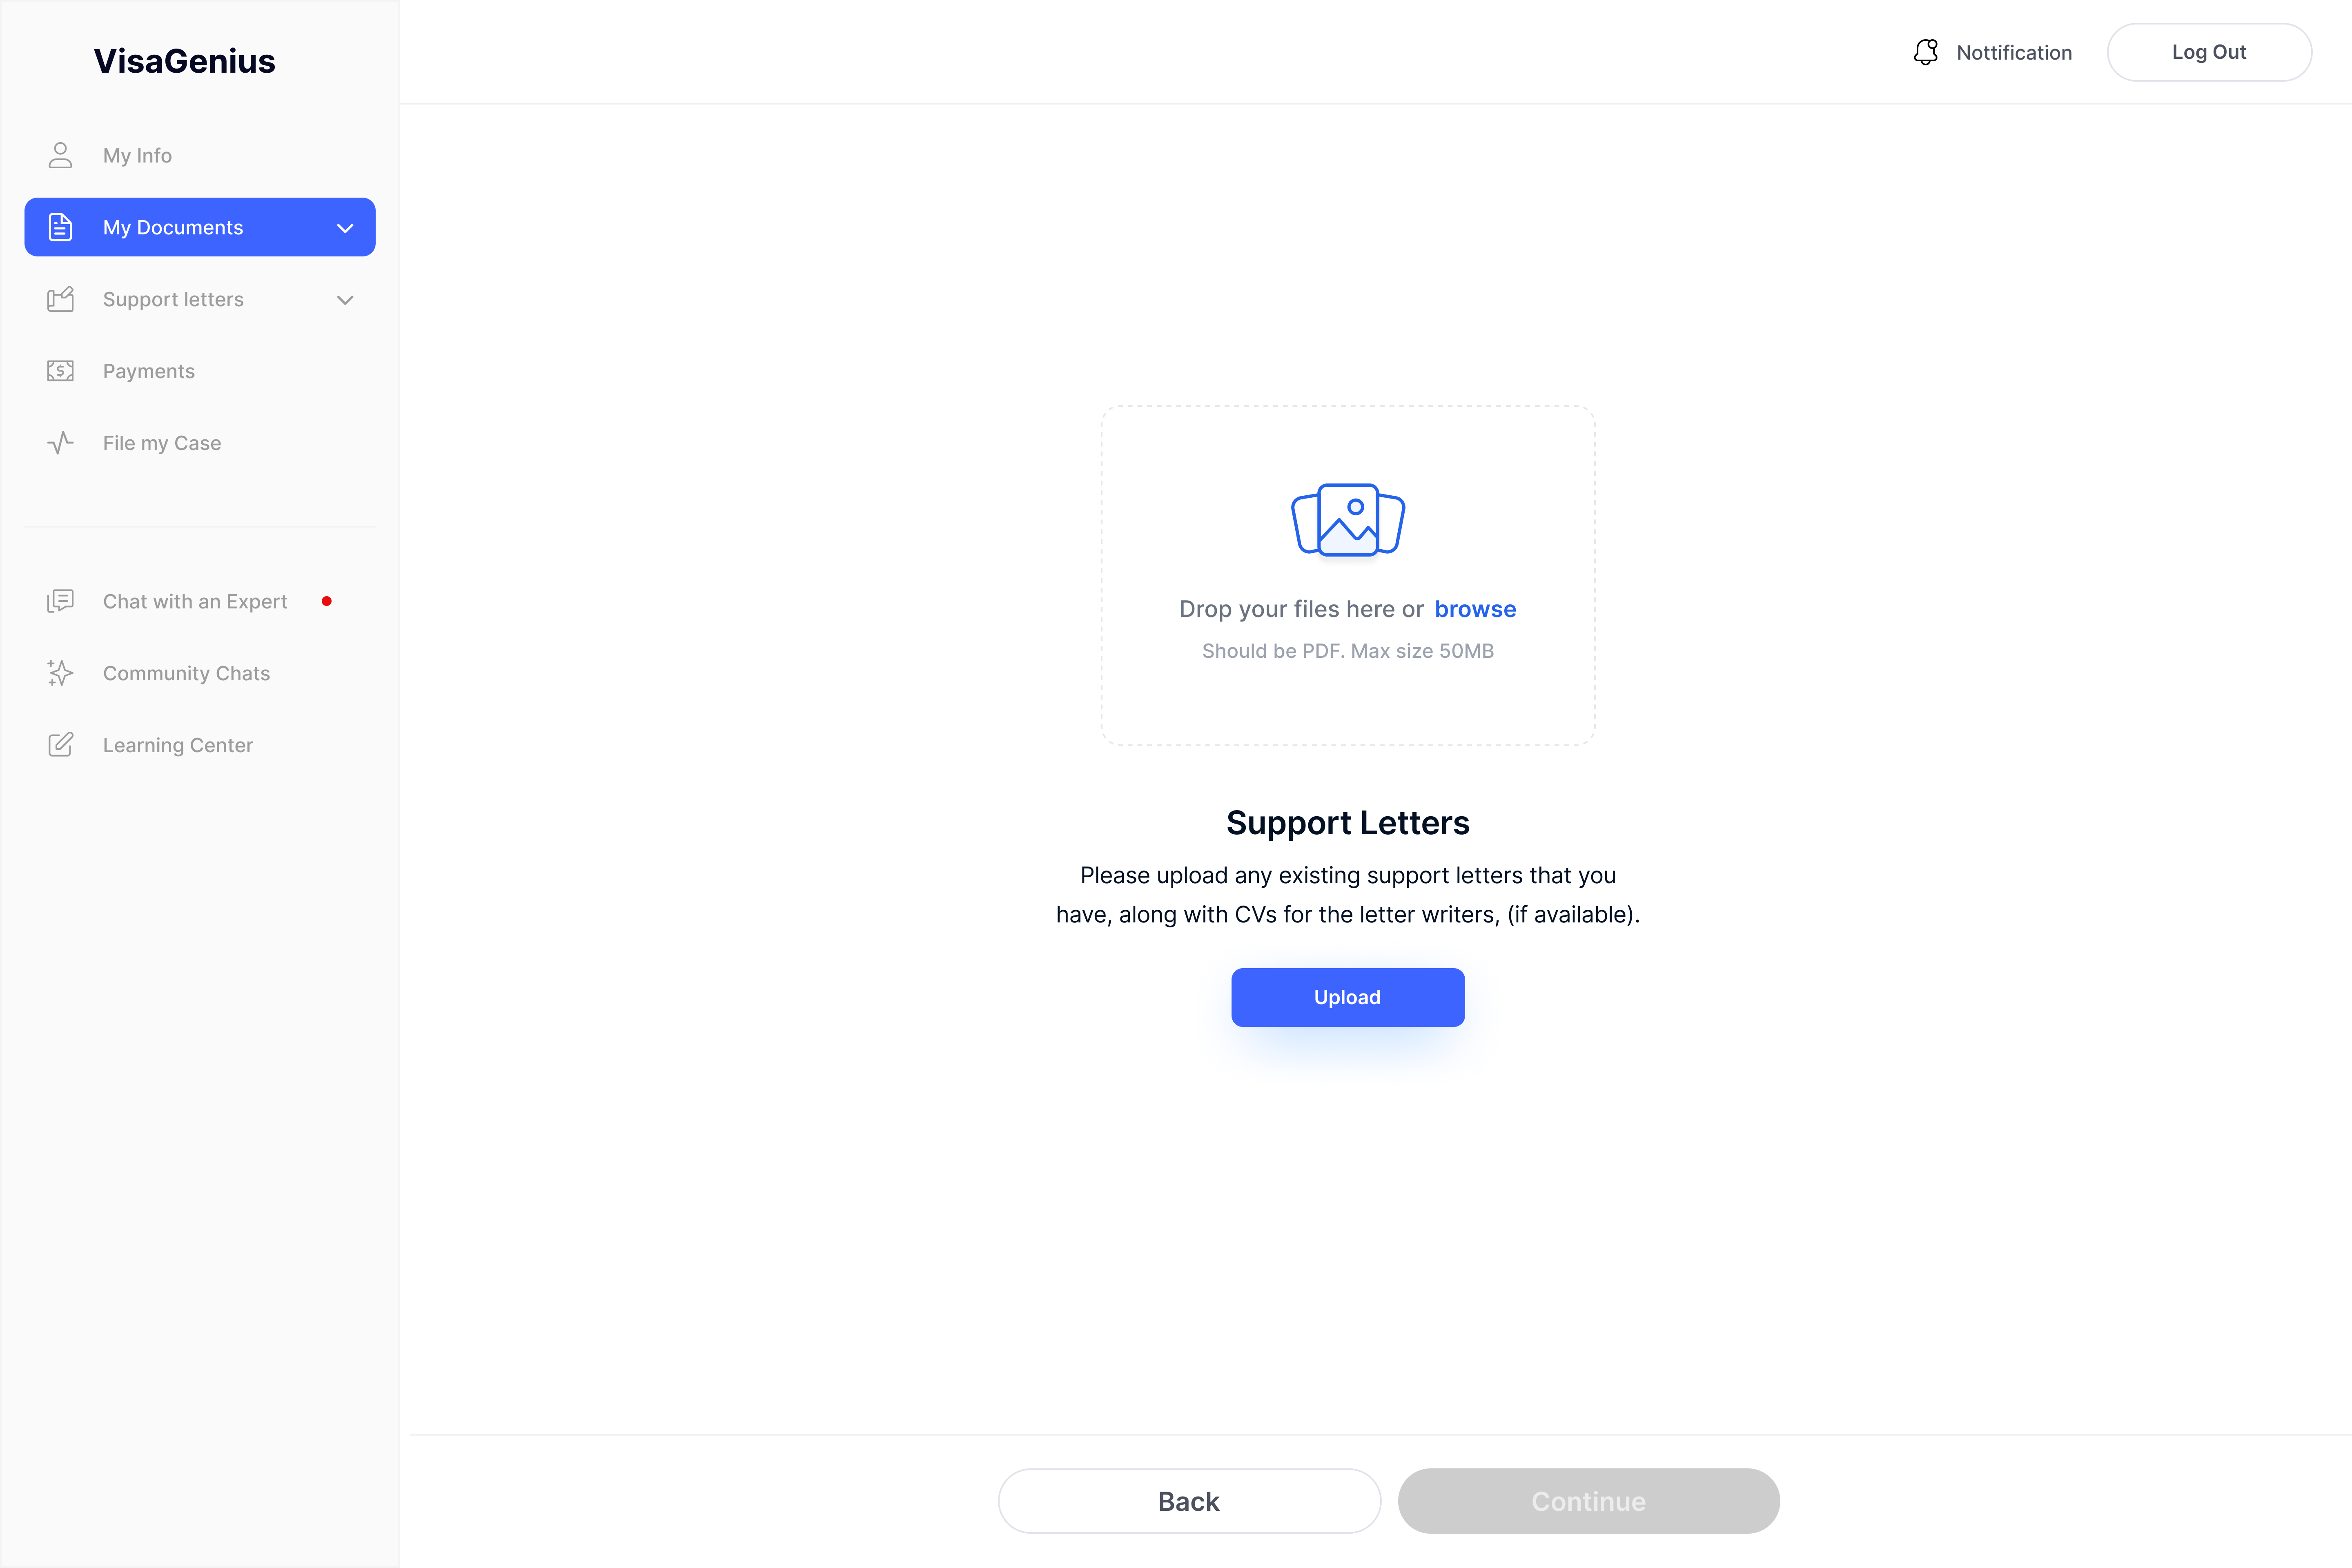 VisaGenius
Nottification
Log Out
My Info
My Documents
Support letters
Payments
File my Case
Chat with an Expert
Community Chats
Learning Center
Drop your files here or browse
Should be PDF. Max size 50MB
Support Letters
Please upload any existing support letters that you
have, along with CVs for the letter writers, (if available).
Upload
Back
Continue